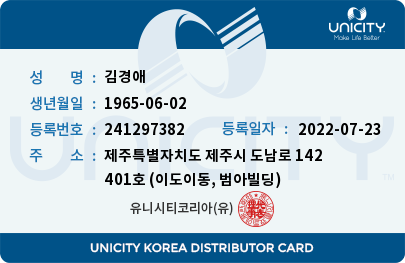 UNICITY
Make Life Better
성 명 : 김경애
생년월일 : 1965-06-02
등록번호 : 241297382 등록일자 : 2022-07-23
주 소 : 제주특별자치도 제주시 도남로 142
401호 (이도이동, 범아빌딩)
유니시티코리아(유)
UNICITY
UNICITY KOREA DISTRIBUTOR CARD